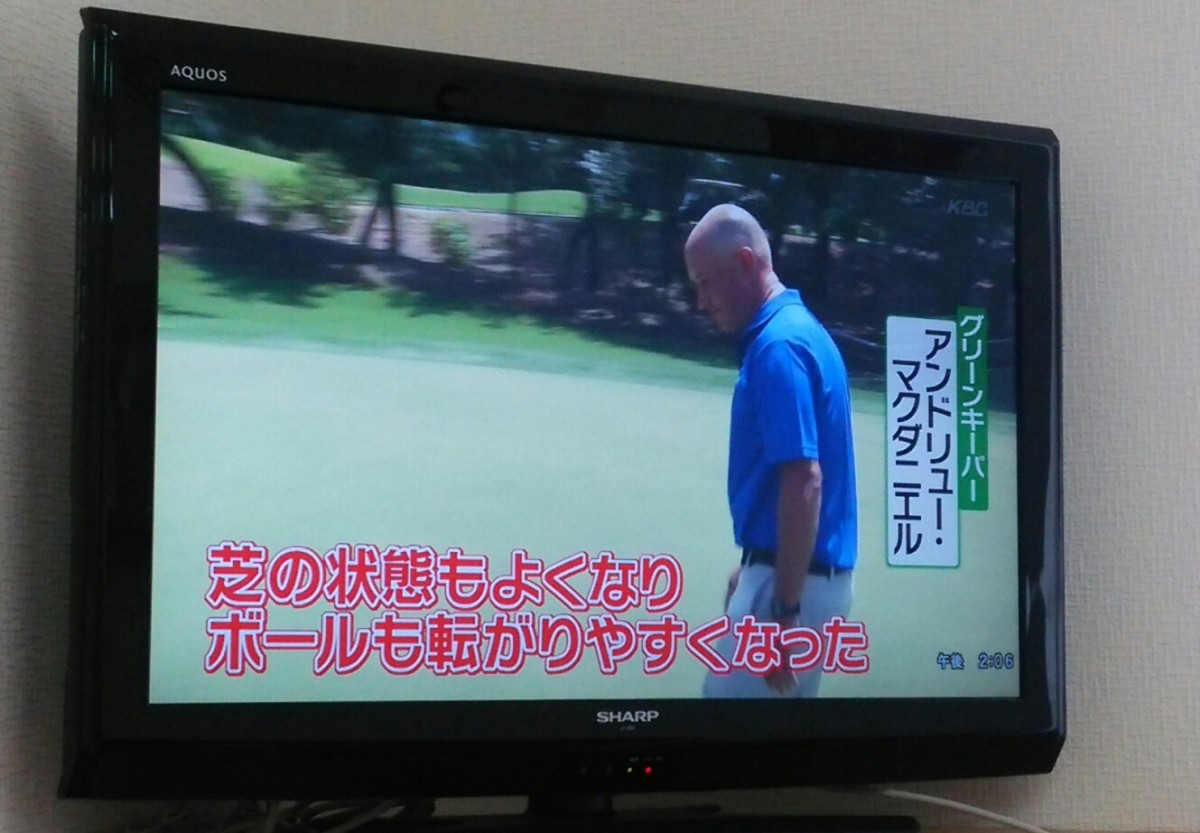 AQUOS
KBC
グリーンキーパー
アンドリュー・
マクダニエル
芝の状態もよくなり
ボールも転がりやすくなった
午後 2:06
SHARP